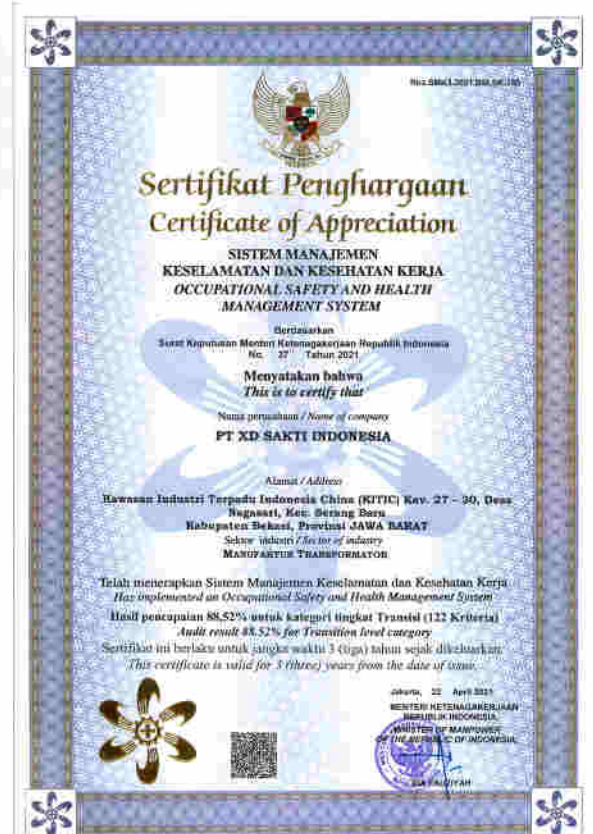 Sertifikat Penghargaan
Certificate of Appreciation
SISTEM MANAJEMEN
KESELAMATAN DAN KESEHATAN KERJA
OCCUPATIONAL SAFETY AND HEALTH
MANAGEMENT SYSTEM
Berdasarkan
Surat Keputusan Menteri Ketenagakerjaan Republik Indonesia
No. 37 Tahun 2021
Menyatakan bahwa
This is to certify that
Nama perusahaan / Name of company
PT XD SAKTI INDONESIA
Alamat / Address
Kawasan Industri Terpadu Indonesia China (KITIC) Kav. 27 - 30, Desa
Nagasari, Kec. Serang Baru
Kabupaten Bekasi, Provinsi JAWA BARAT
Sektor industri / Sector of industry
MANUFAKTUR TRANSFORMATOR
Telah menerapkan Sistem Manajemen Keselamatan dan Kesehatan Kerja
Has implemented an Occupational Safety and Health Management System
Hasil pencapaian 88,52% untuk kategori tingkat Transisi (122 Kriteria)
Audit result 88.52% for Transition level category
Sertifikat ini berlaku untuk jangka waktu 3 (tiga) tahun sejak dikeluarkan
This certificate is valid for 3 (three) years from the date of issue.
Jakarta, 22 April 2021
MENTERI KETENAGAKERJAAN
REPUBLIK INDONESIA,
MINISTER OF MANPOWER
OF THE REPUBLIC OF INDONESIA,
IDA FAUZIYAH